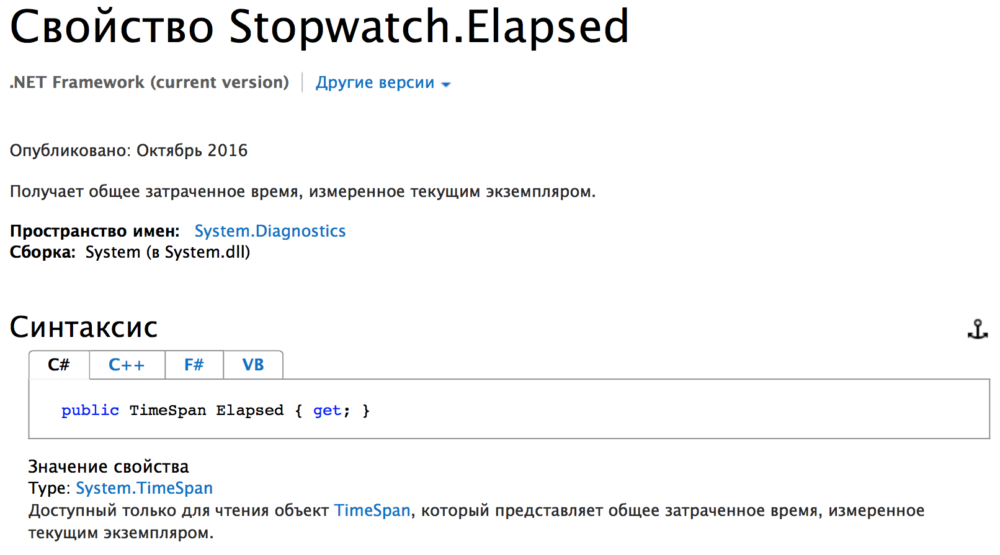 Свойство Stopwatch.Elapsed
.NET Framework (current version) Другие версии
Опубликовано: Октябрь 2016
Получает общее затраченное время, измеренное текущим экземпляром.
Пространство имен: System.Diagnostics
Сборка: System (в System.dll)
Синтаксис
C# C++ F# VB
public TimeSpan Elapsed { get; }
Значение свойства
Type: System.TimeSpan
Доступный только для чтения объект TimeSpan, который представляет общее затраченное время, измеренное
текущим экземпляром.